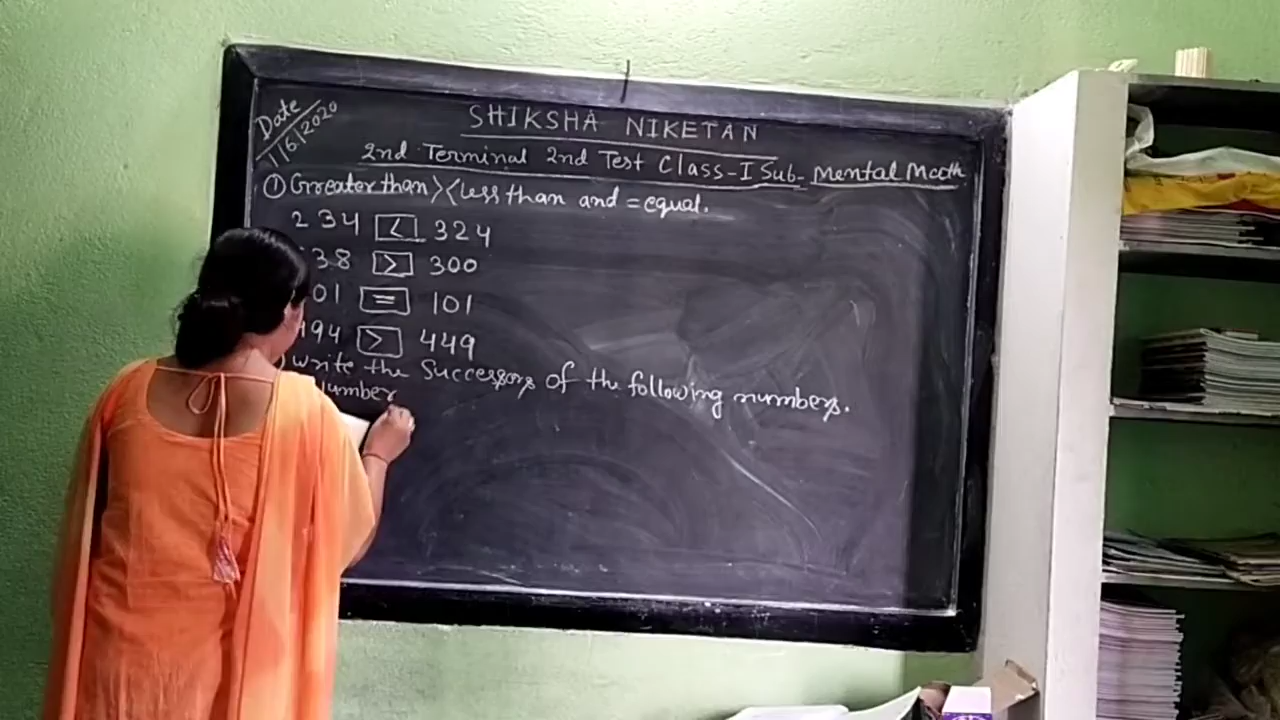 Date
1/6/2020
SHIKSHA NIKETAN
2nd Terminal 2nd Test Class-I Sub- Mental Math
① Greater than > < less than and = equal.
234 < 324
38 > 300
01 = 101
494 > 449
Write the Successors of the following numbers.
Number